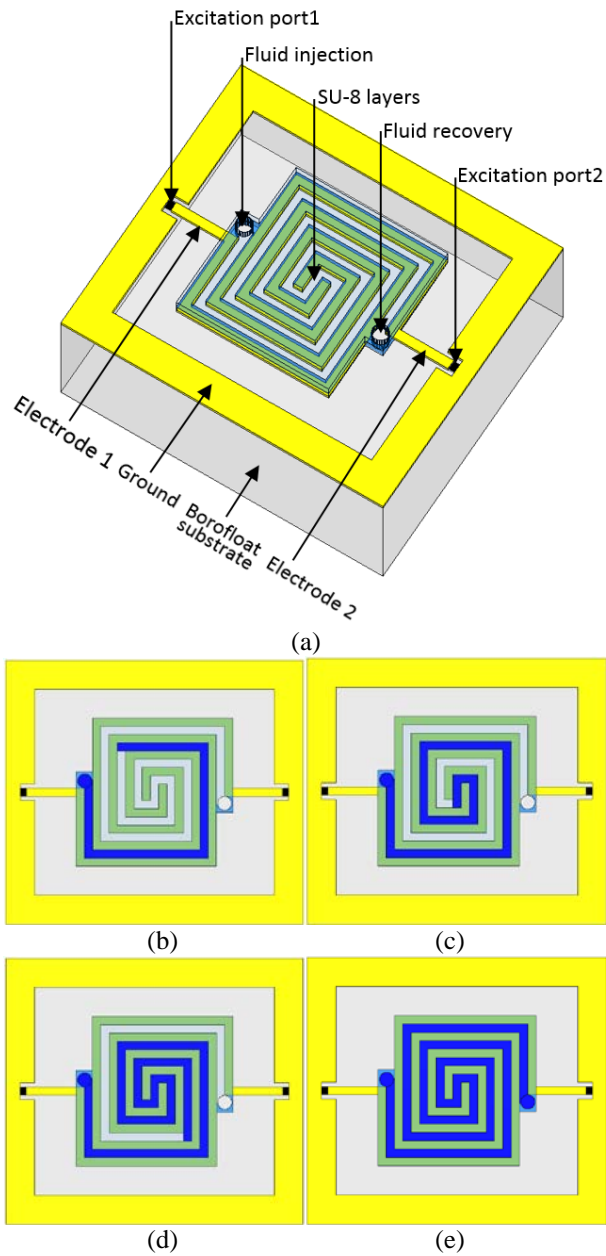 Excitation port1
Fluid injection
SU-8 layers
Fluid recovery
Excitation port2
Electrode 1
Ground
Borofloat
substrate
Electrode 2
(a)
(b)
(c)
(d)
(e)